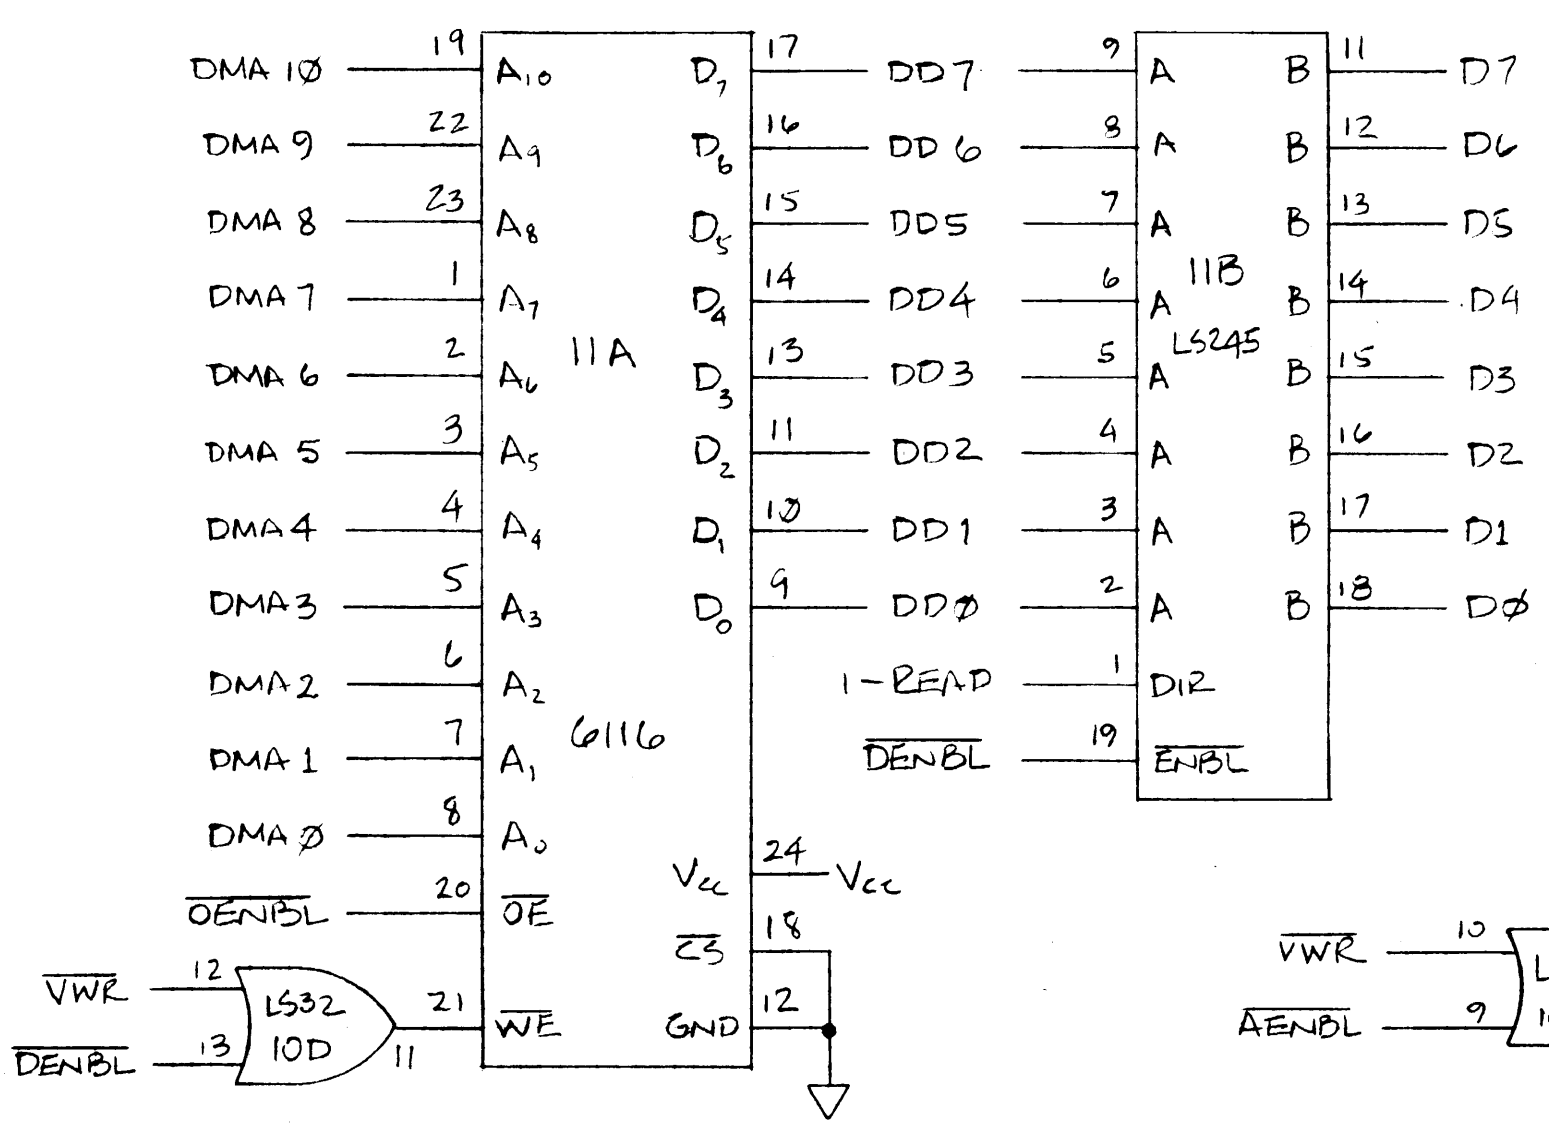 DMA 1Ø 19 A10 D7 17 DD7 9 A B 11 D7
DMA 9 22 A9 D6 16 DD6 8 A B 12 D6
DMA 8 23 A8 D5 15 DD5 7 A B 13 D5
DMA 7 1 A7 D4 14 DD4 6 A 11B B 14 D4
DMA 6 2 A6 11A D3 13 DD3 5 A LS245 B 15 D3
DMA 5 3 A5 D2 11 DD2 4 A B 16 D2
DMA 4 4 A4 D1 1Ø DD1 3 A B 17 D1
DMA 3 5 A3 D0 9 DDØ 2 A B 18 DØ
DMA 2 6 A2 1-READ 1 DIR
DMA 1 7 A1 6116 DENBL 19 ENBL
DMA Ø 8 A0 Vcc 24 Vcc
OENBL 20 OE CS 18
VWR 12 LS32 21 WE GND 12
DENBL 13 10D 11
VWR 10 L
AENBL 9 1